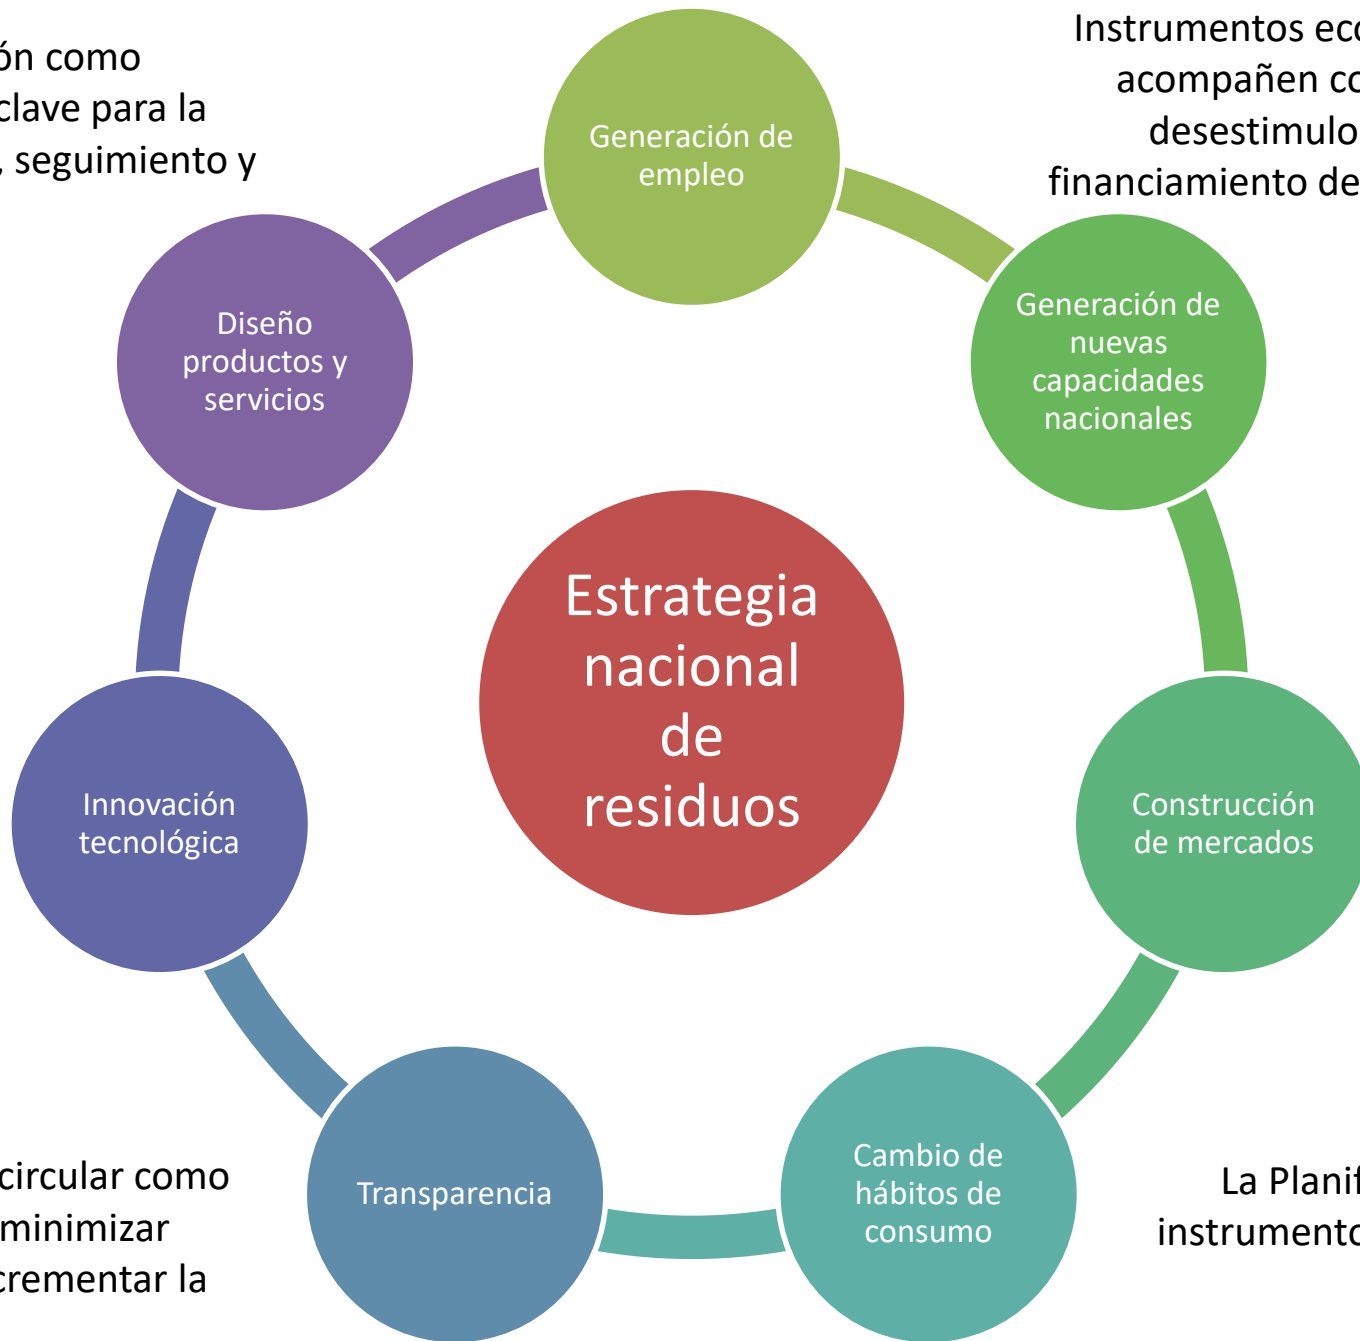 ón como
clave para la
, seguimiento y
Instrumentos eco
acompañen co
desestimulo
financiamiento de
Generación de
empleo
Generación de
nuevas
capacidades
nacionales
Construcción
de mercados
Cambio de
hábitos de
consumo
Transparencia
Innovación
tecnológica
Diseño
productos y
servicios
Estrategia
nacional
de
residuos
circular como
minimizar
crementar la
La Planif
instrumento